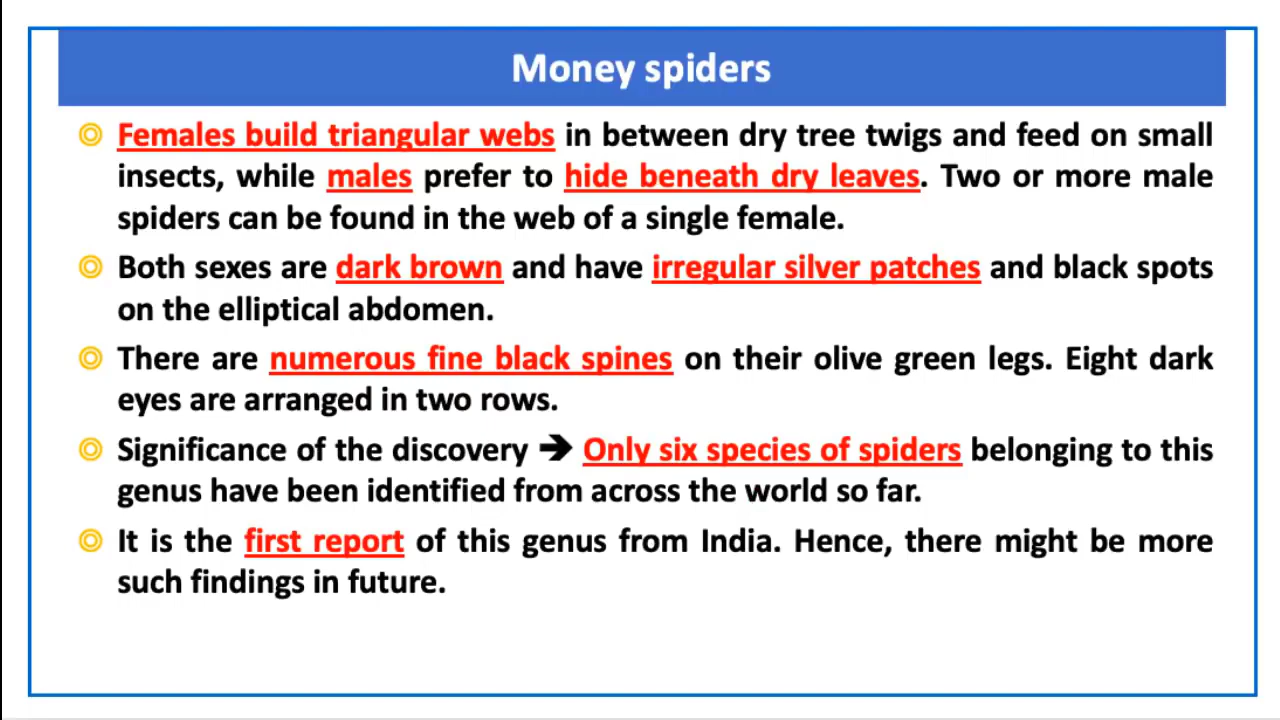 Money spiders
Females build triangular webs in between dry tree twigs and feed on small
insects, while males prefer to hide beneath dry leaves. Two or more male
spiders can be found in the web of a single female.
Both sexes are dark brown and have irregular silver patches and black spots
on the elliptical abdomen.
There are numerous fine black spines on their olive green legs. Eight dark
eyes are arranged in two rows.
Significance of the discovery ➔ Only six species of spiders belonging to this
genus have been identified from across the world so far.
It is the first report of this genus from India. Hence, there might be more
such findings in future.